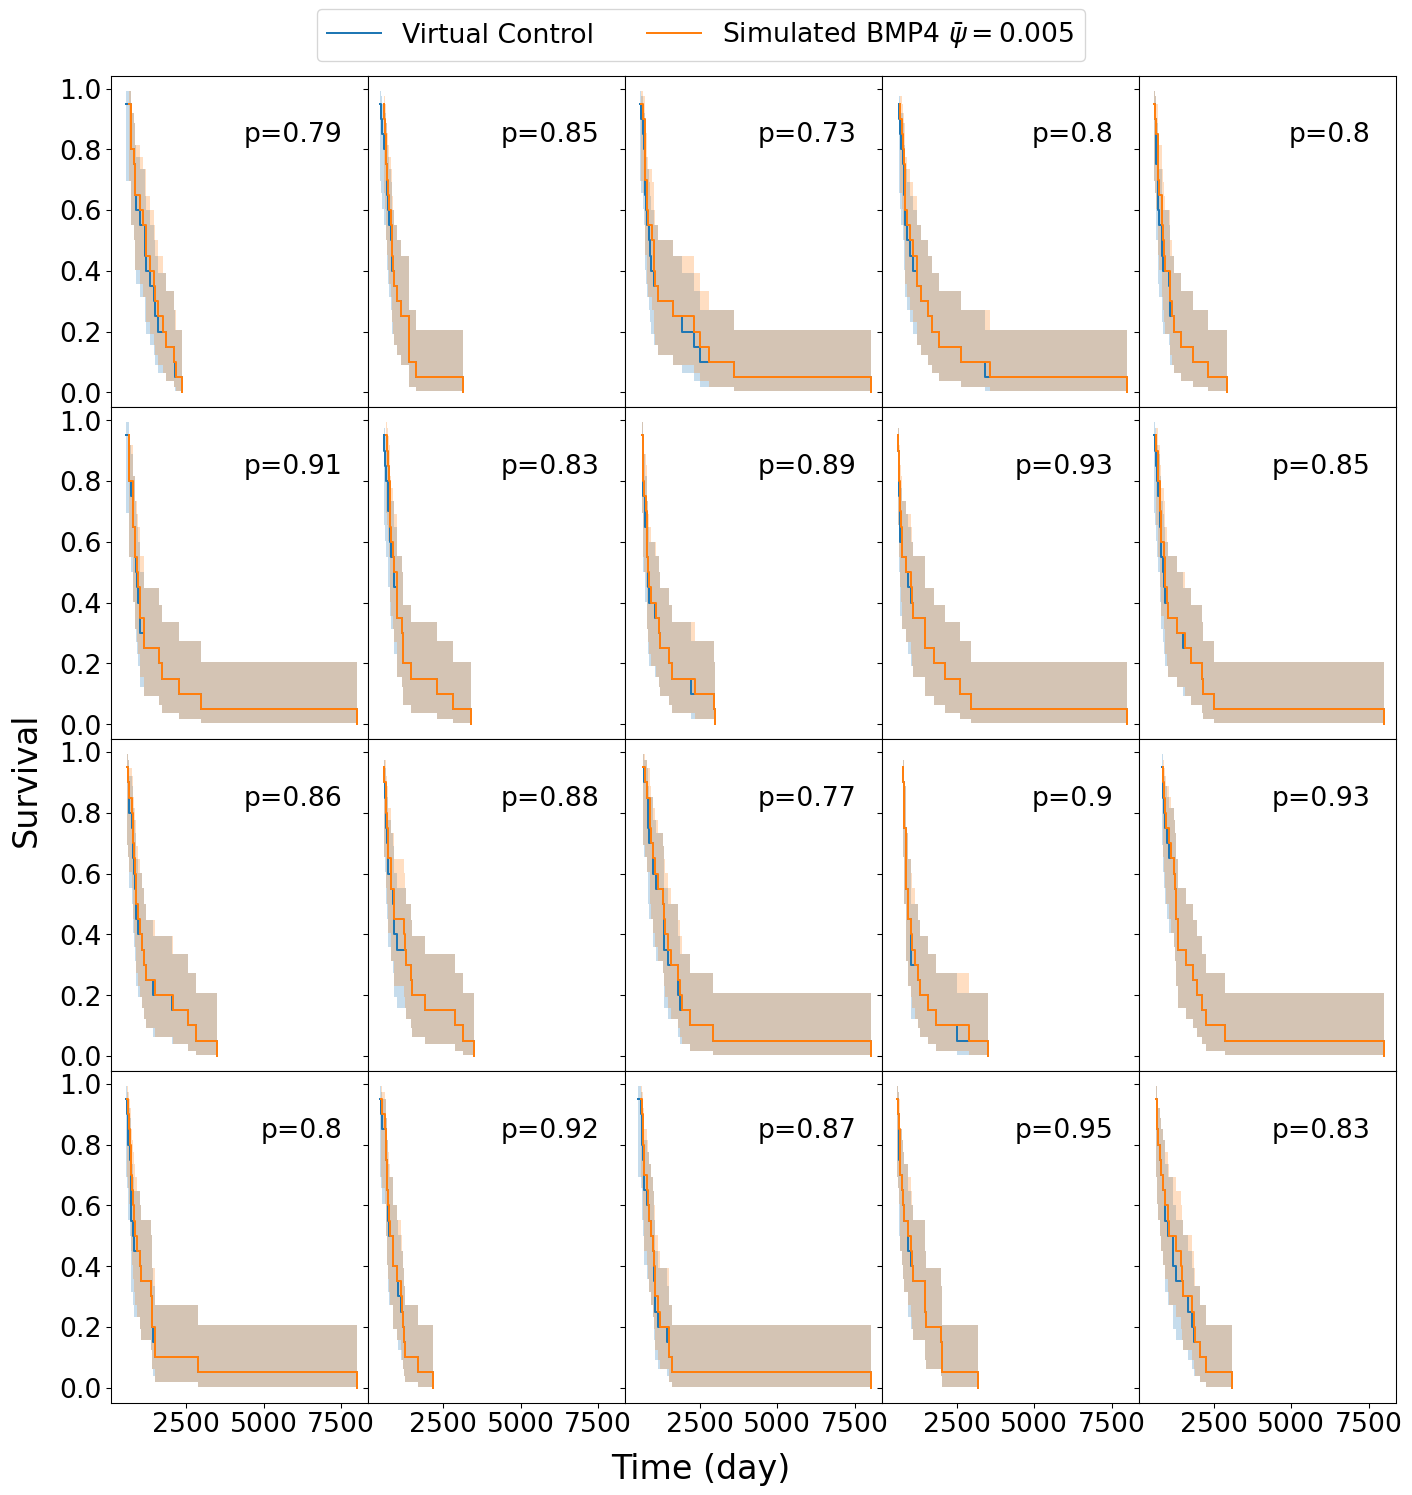 Virtual Control Simulated BMP4 $\bar{\psi} = 0.005$
1.0 0.8 0.6 0.4 0.2 0.0
p=0.79 p=0.85 p=0.73 p=0.8 p=0.8
1.0 0.8 0.6 0.4 0.2 0.0
p=0.91 p=0.83 p=0.89 p=0.93 p=0.85
Survival
1.0 0.8 0.6 0.4 0.2 0.0
p=0.86 p=0.88 p=0.77 p=0.9 p=0.93
1.0 0.8 0.6 0.4 0.2 0.0
p=0.8 p=0.92 p=0.87 p=0.95 p=0.83
2500 5000 7500 2500 5000 7500 2500 5000 7500 2500 5000 7500 2500 5000 7500
Time (day)